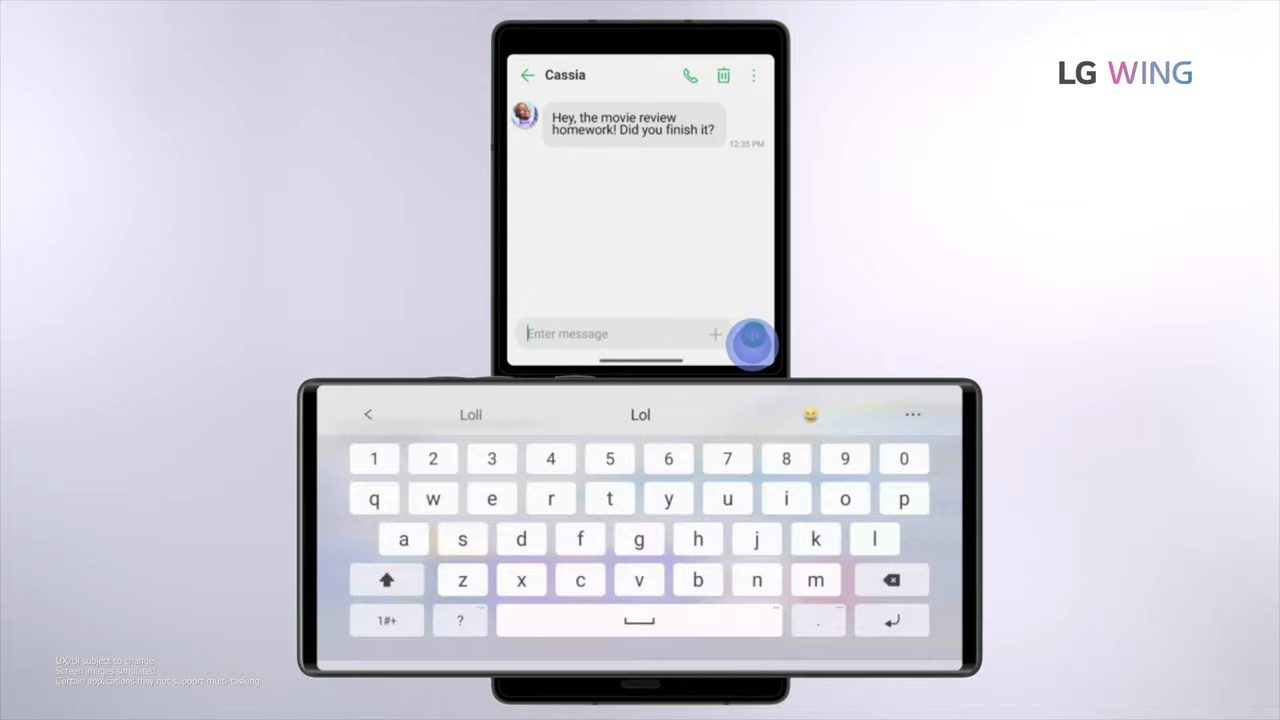 LG WING
Cassia
Hey, the movie review
homework! Did you finish it?
12:35 PM
Enter message
Loll Lol
1 2 3 4 5 6 7 8 9 0
q w e r t y u i o p
a s d f g h j k l
z x c v b n m
1#+ ? .
UX/UI subject to change.
Screen images simulated.
Certain applications may not support multi-tasking.